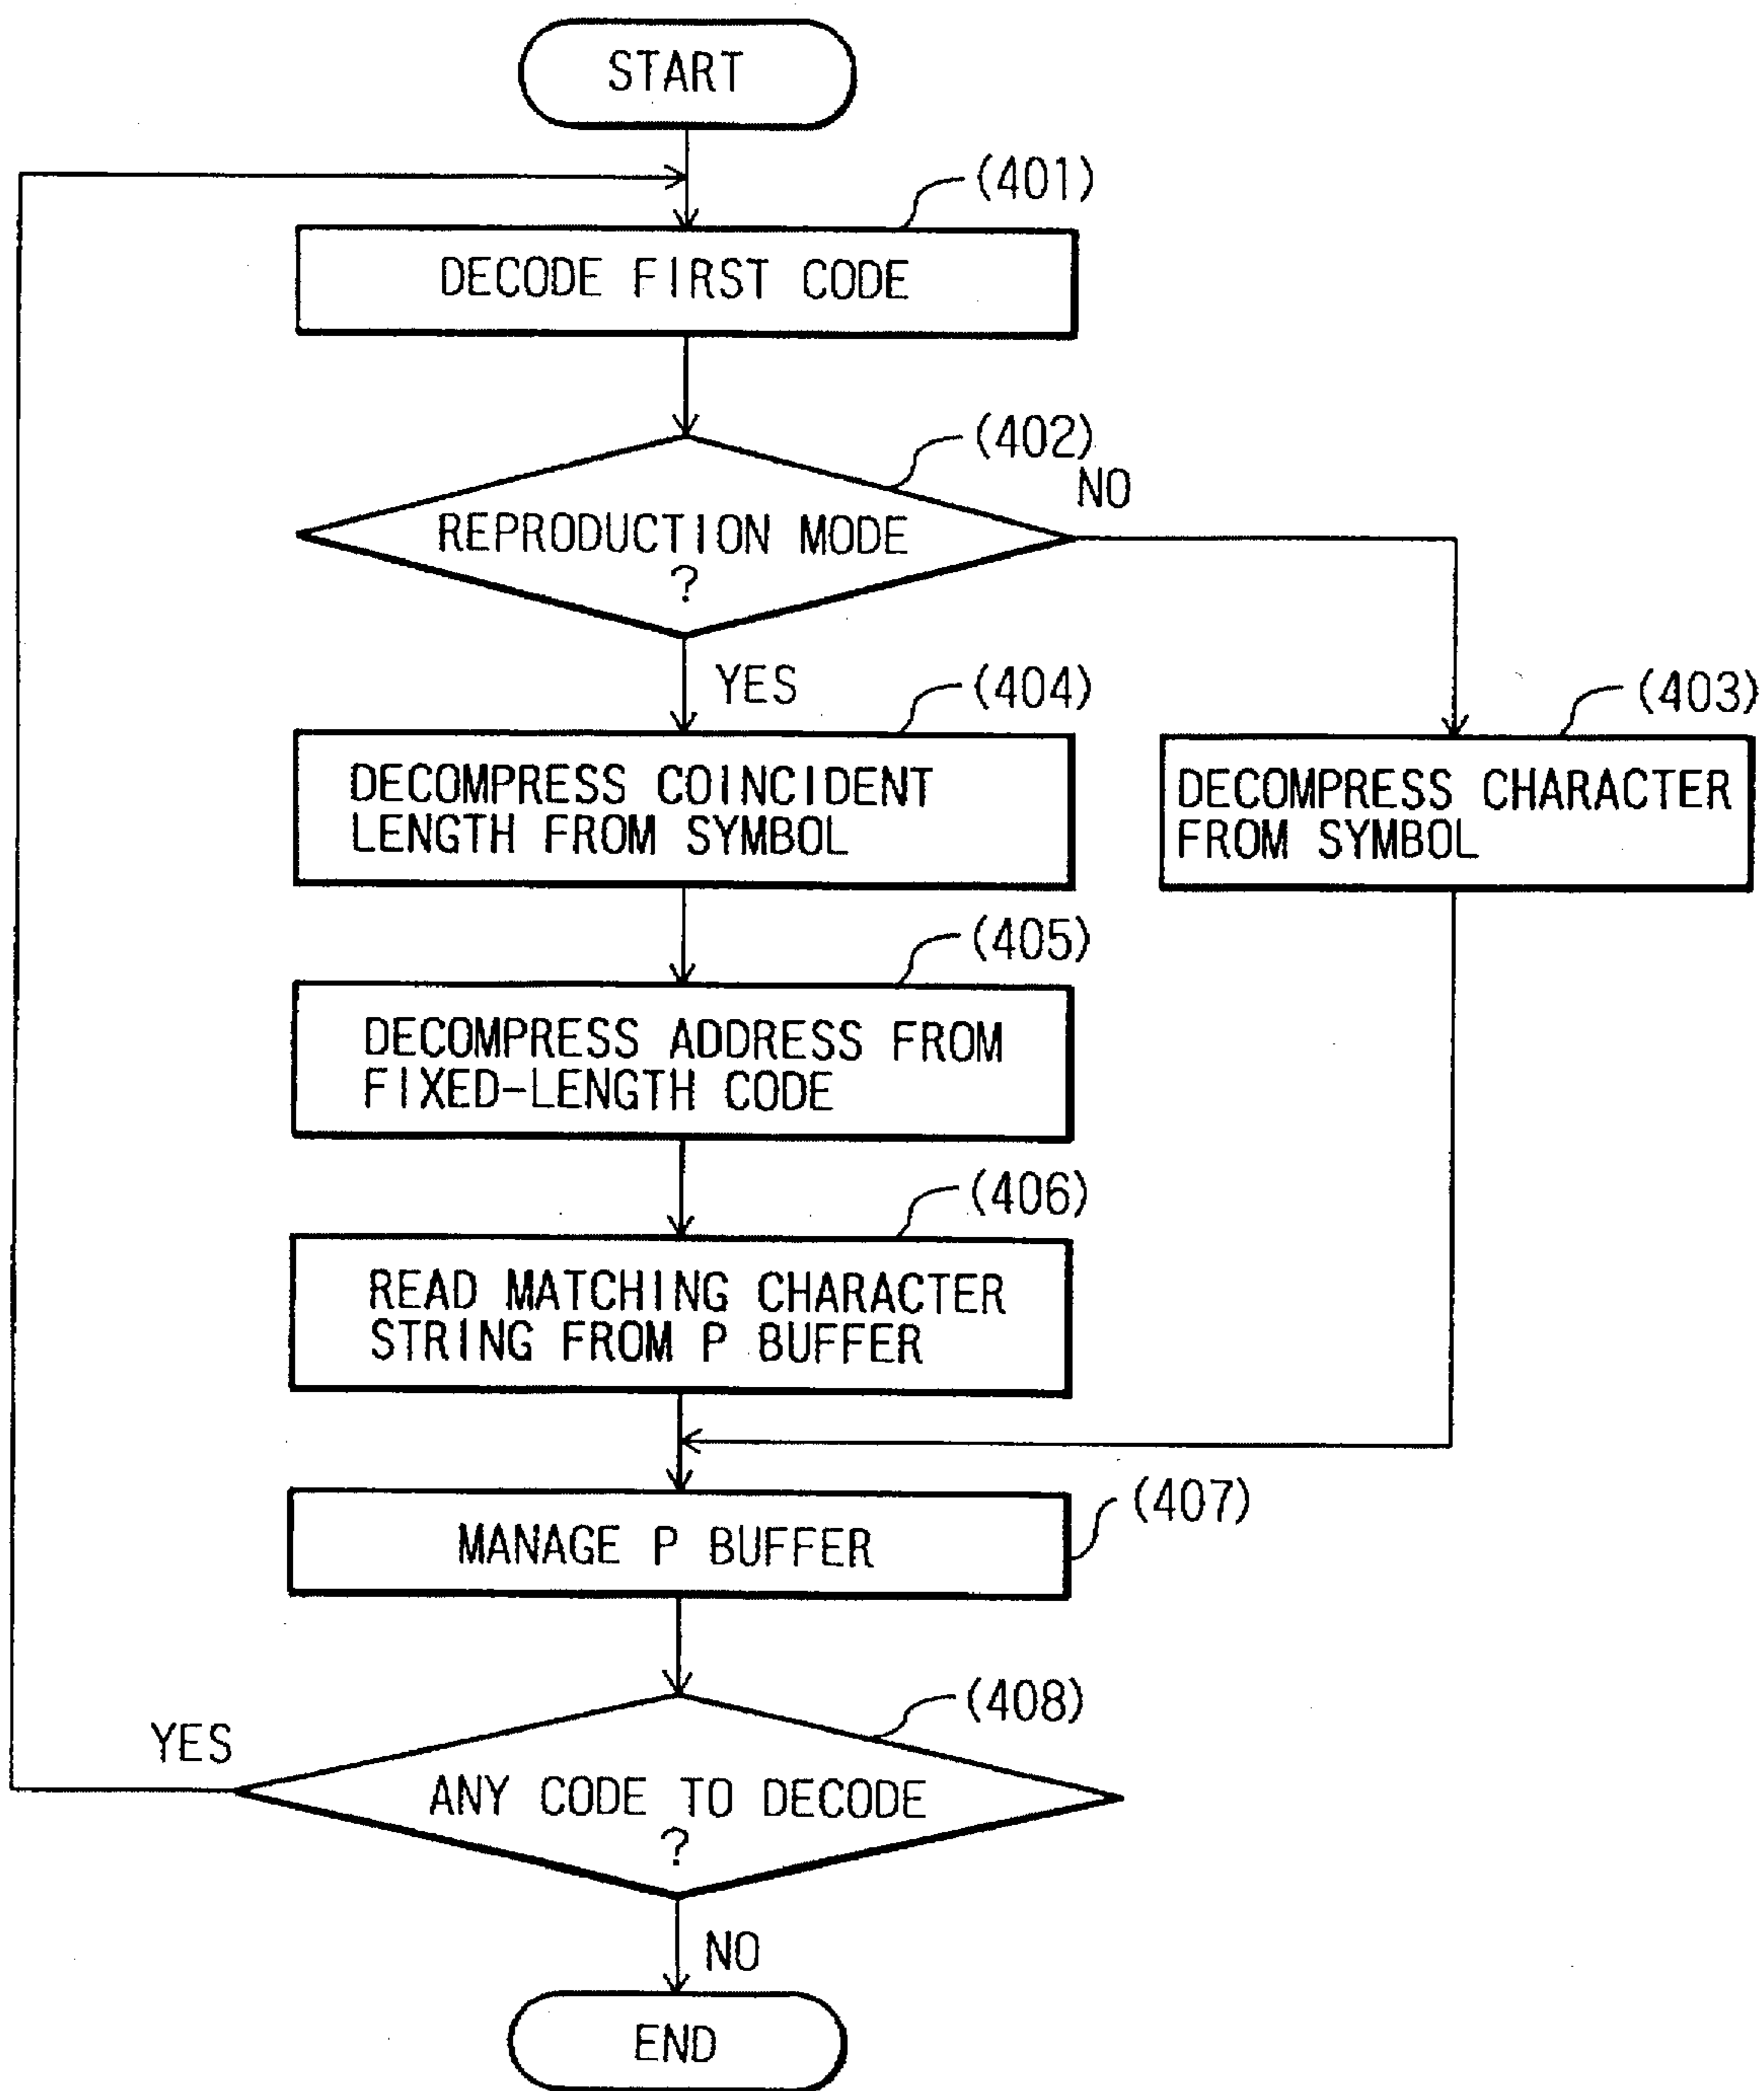 START
(401)
DECODE FIRST CODE
(402)
NO
REPRODUCTION MODE
?
YES
(404)
(403)
DECOMPRESS COINCIDENT
LENGTH FROM SYMBOL
DECOMPRESS CHARACTER
FROM SYMBOL
(405)
DECOMPRESS ADDRESS FROM
FIXED-LENGTH CODE
(406)
READ MATCHING CHARACTER
STRING FROM P BUFFER
(407)
MANAGE P BUFFER
(408)
YES
ANY CODE TO DECODE
?
NO
END